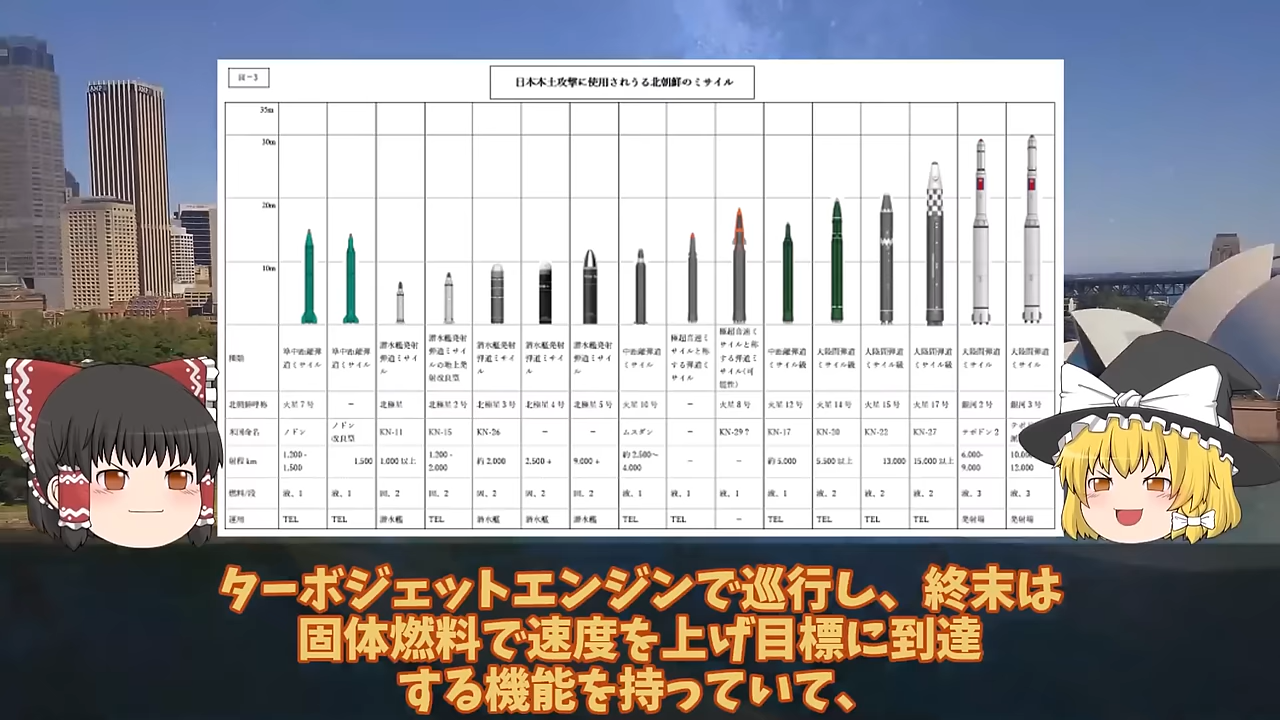 図-3
日本本土攻撃に使用されうる北朝鮮のミサイル
35m
30m
20m
10m
種類 準中距離弾道ミサイル 準中距離弾道ミサイル 潜水艦発射弾道ミサイル 潜水艦発射弾道ミサイルの地上発射改良型 潜水艦発射弾道ミサイル 潜水艦発射弾道ミサイル 潜水艦発射弾道ミサイル 中距離弾道ミサイル 極超音速ミサイルと称する弾道ミサイル 極超音速ミサイルと称する弾道ミサイル(可能性) 中距離弾道ミサイル級 大陸間弾道ミサイル級 大陸間弾道ミサイル級 大陸間弾道ミサイル級 大陸間弾道ミサイル 大陸間弾道ミサイル
北朝鮮呼称 火星7号 － 北極星 北極星2号 北極星3号 北極星4号 北極星5号 火星10号 － 火星8号 火星12号 火星14号 火星15号 火星17号 銀河2号 銀河3号
米国命名 ノドン ノドン改良型 KN-11 KN-15 KN-26 － － ムスダン － KN-29? KN-17 KN-20 KN-22 KN-27 テポドン2
射程km 1,200-1,500 1,500 1,000以上 1,200-2,000 約2,000 2,500+ 9,000+ 約2,500～4,000 － － 約5,000 5,500以上 13,000 15,000以上 6,000-9,000 10,000-12,000
燃料/段 液、1 液、1 固、2 固、2 固、2 固、2 固、2 液、1 液、1 液、1 液、1 液、2 液、2 液、2 液、3 液、3
運用 TEL TEL 潜水艦 TEL 潜水艦 潜水艦 潜水艦 TEL TEL － TEL TEL TEL TEL 発射場 発射場
AMP
AMP
ターボジェットエンジンで巡行し、終末は
固体燃料で速度を上げ目標に到達
する機能を持っていて、